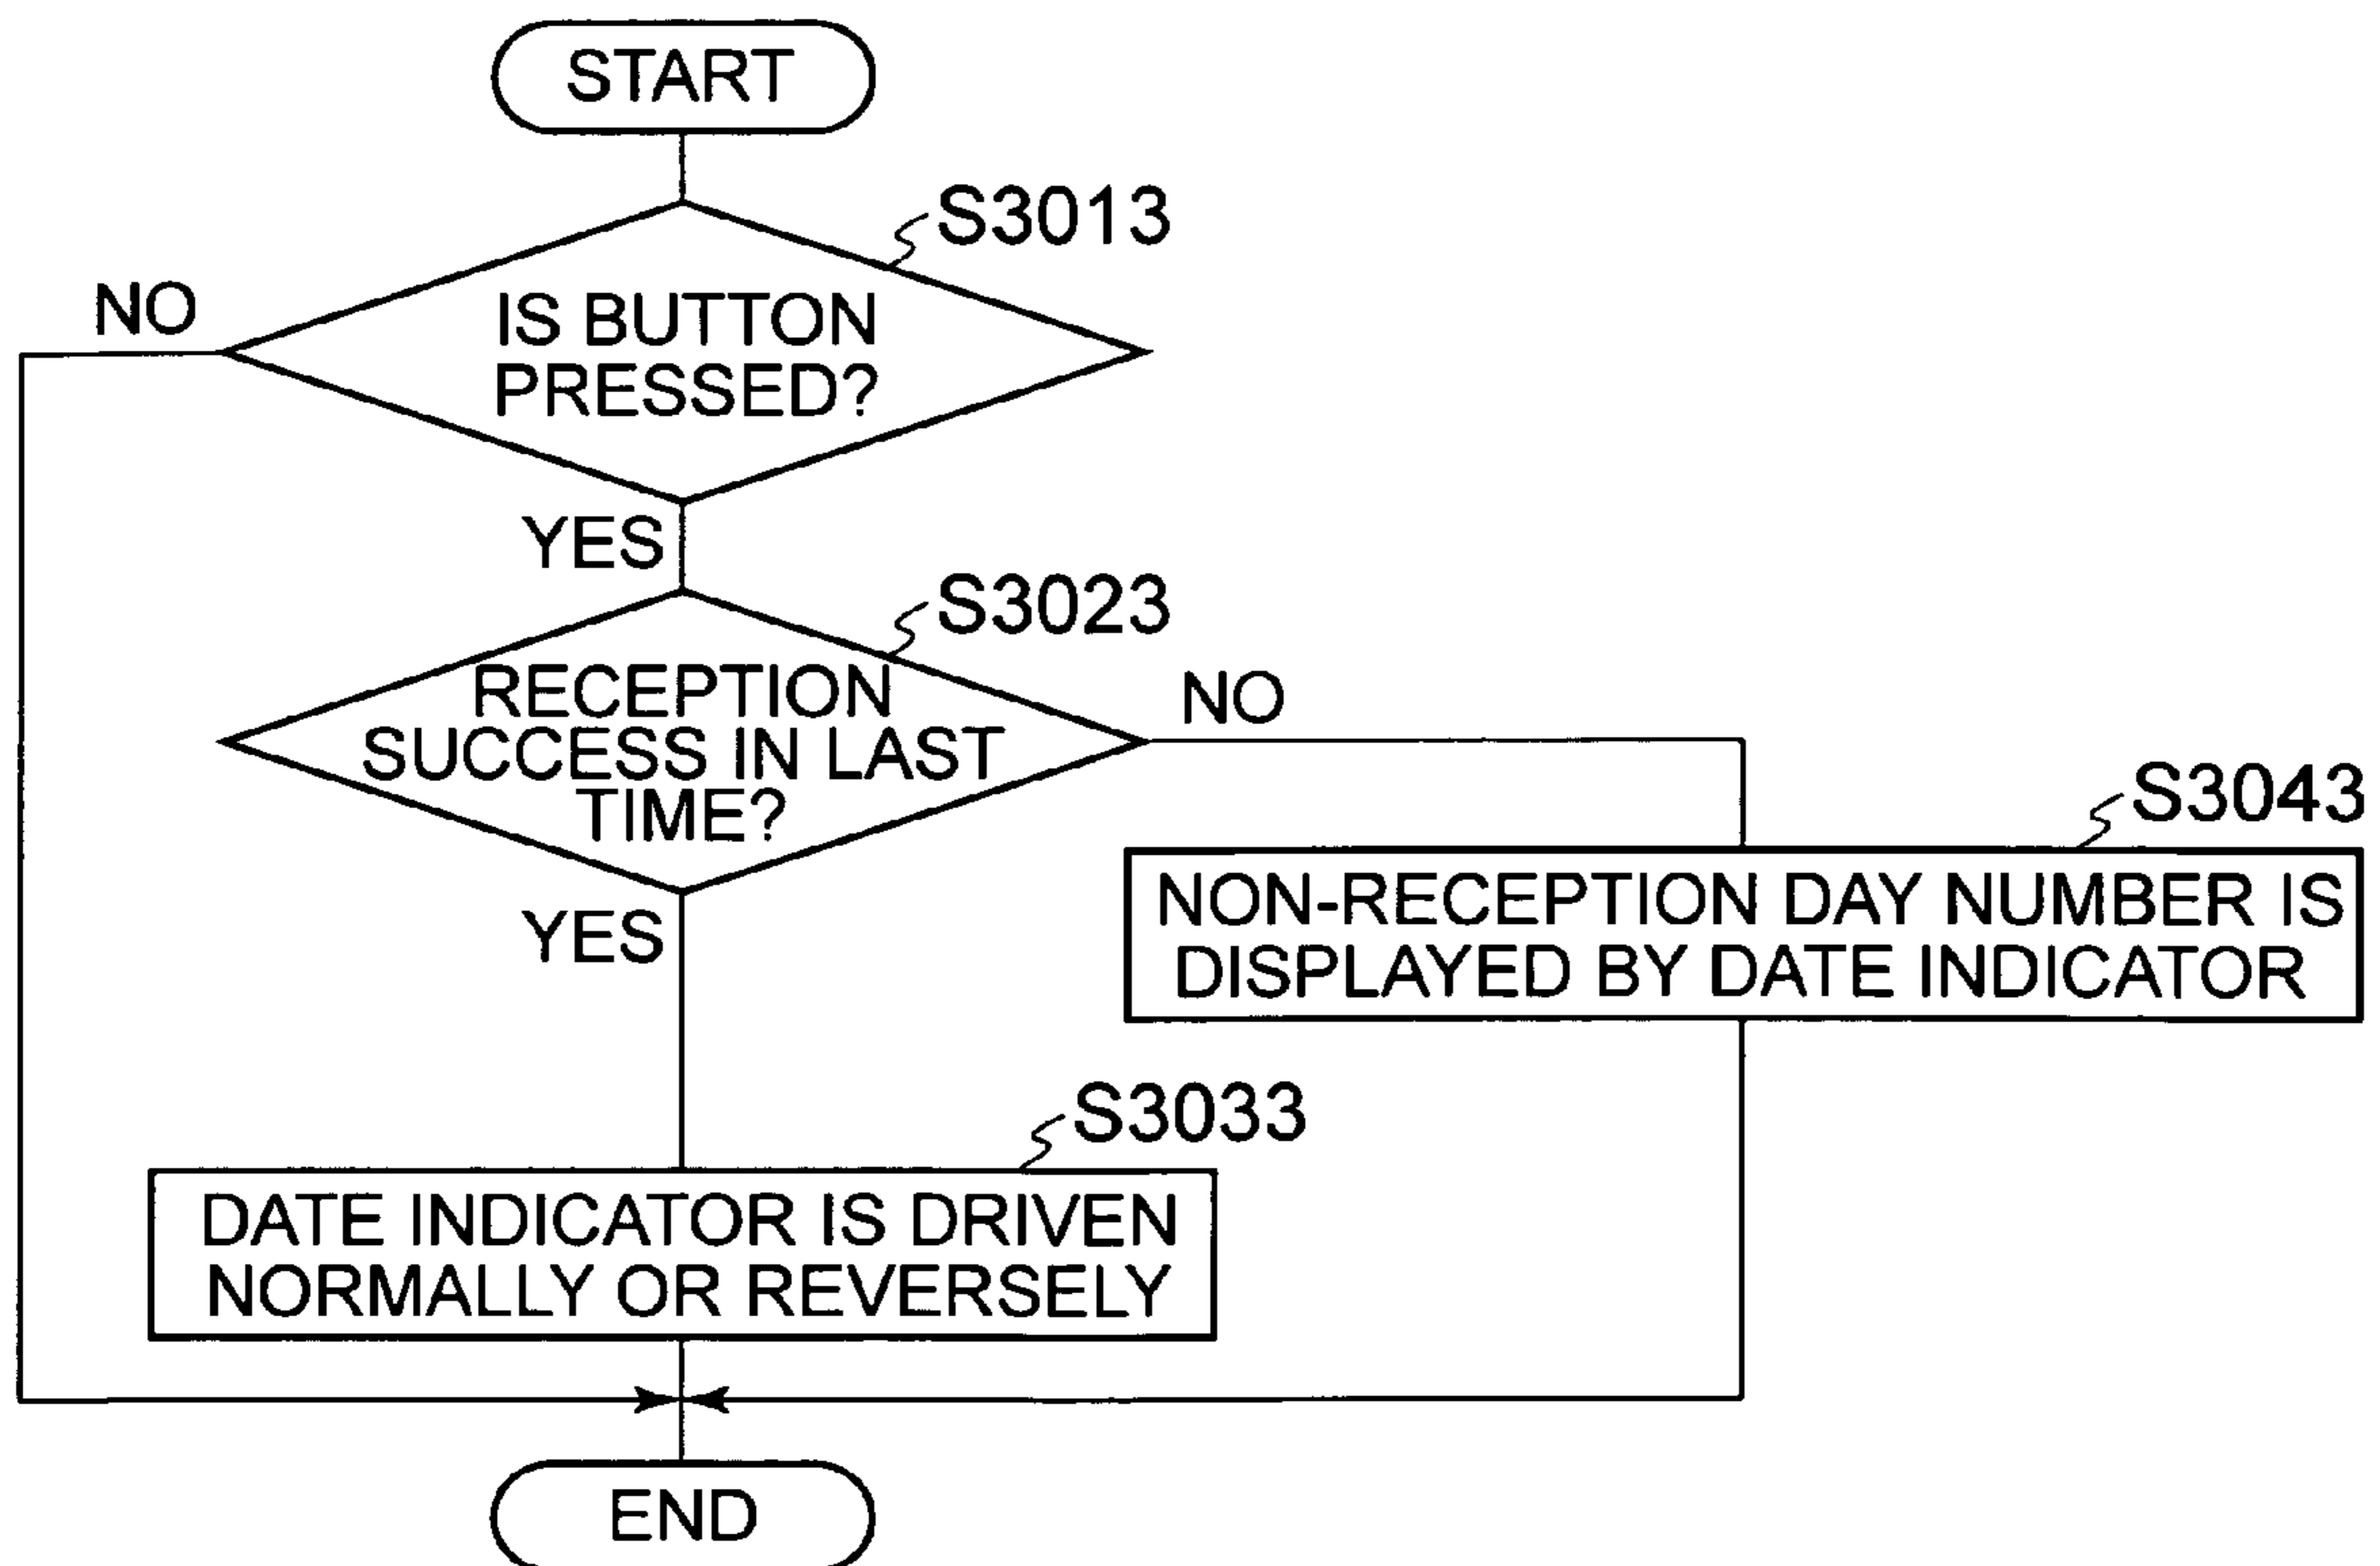 START
S3013
NO
IS BUTTON
PRESSED?
YES
S3023
RECEPTION
SUCCESS IN LAST
TIME?
NO
S3043
NON-RECEPTION DAY NUMBER IS
DISPLAYED BY DATE INDICATOR
YES
S3033
DATE INDICATOR IS DRIVEN
NORMALLY OR REVERSELY
END